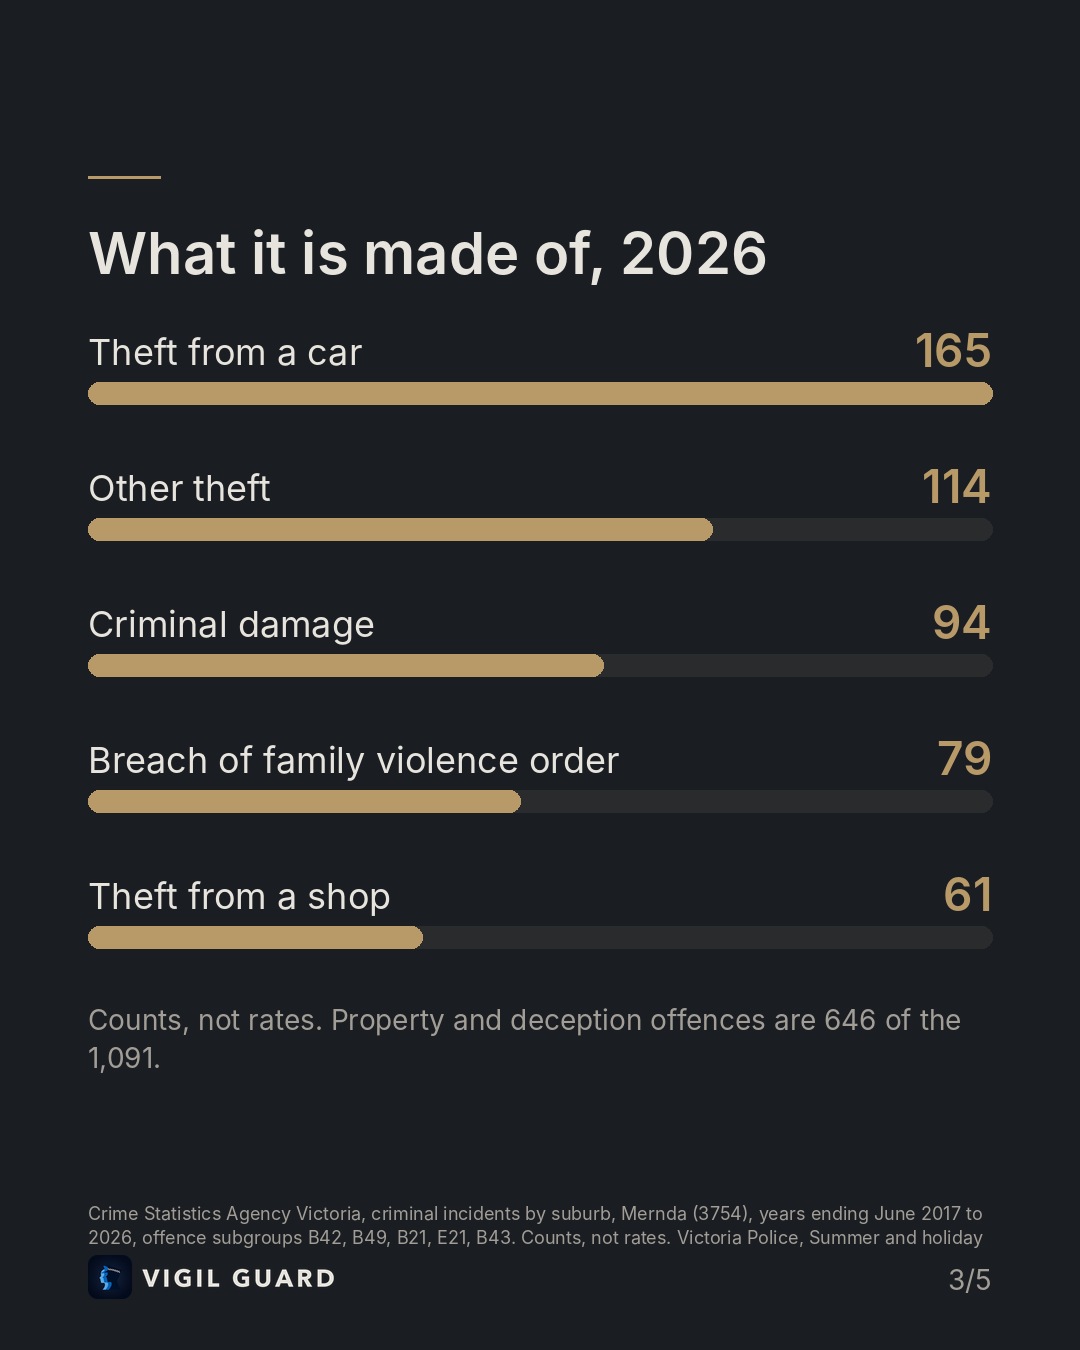 What it is made of, 2026
Theft from a car 165
Other theft 114
Criminal damage 94
Breach of family violence order 79
Theft from a shop 61
Counts, not rates. Property and deception offences are 646 of the
1,091.
Crime Statistics Agency Victoria, criminal incidents by suburb, Mernda (3754), years ending June 2017 to
2026, offence subgroups B42, B49, B21, E21, B43. Counts, not rates. Victoria Police, Summer and holiday
VIGIL GUARD 3/5